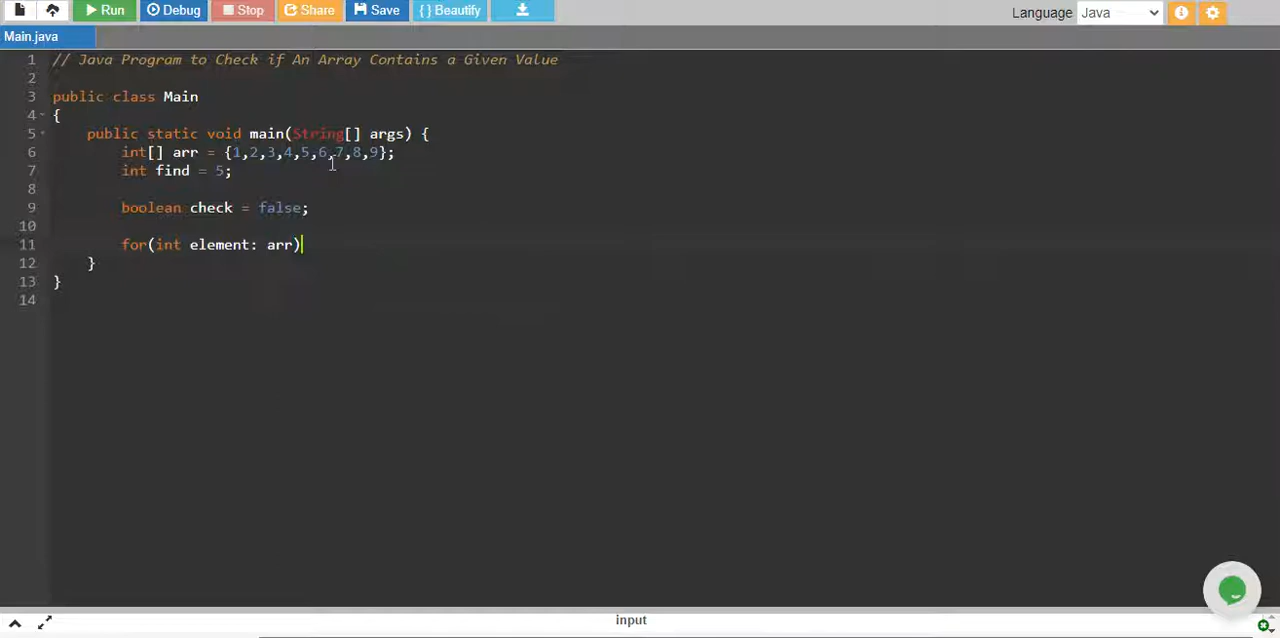 Run Debug Stop Share Save { } Beautify Language Java
Main.java
1 // Java Program to Check if An Array Contains a Given Value
2
3 public class Main
4 {
5 public static void main(String[] args) {
6 int[] arr = {1,2,3,4,5,6,7,8,9};
7 int find = 5;
8
9 boolean check = false;
10
11 for(int element: arr)
12 }
13 }
14
input